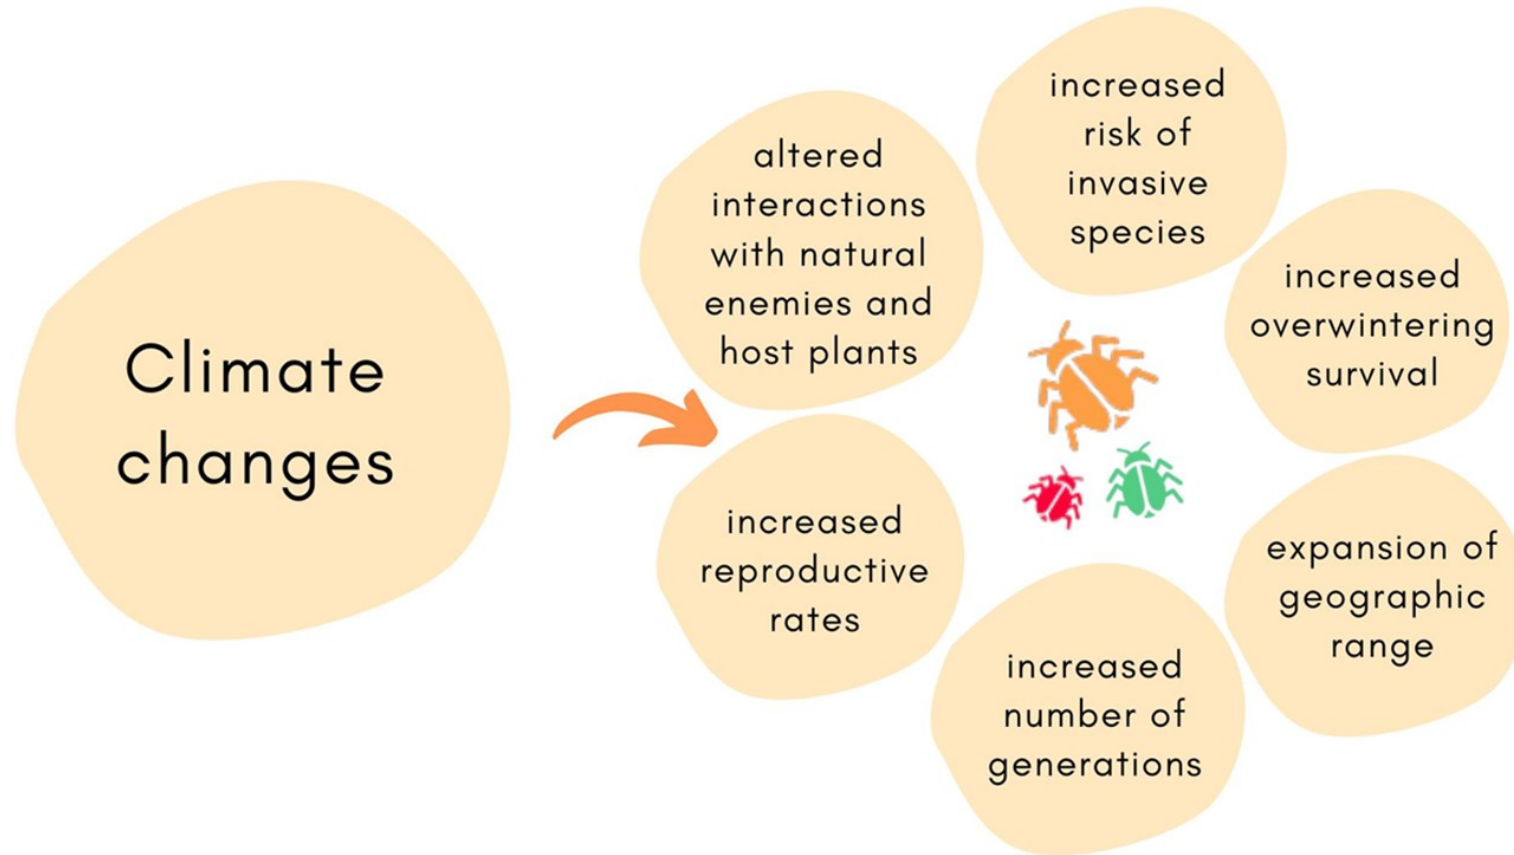 Climate
changes
altered
interactions
with natural
enemies and
host plants
increased
risk of
invasive
species
increased
overwintering
survival
expansion of
geographic
range
increased
number of
generations
increased
reproductive
rates